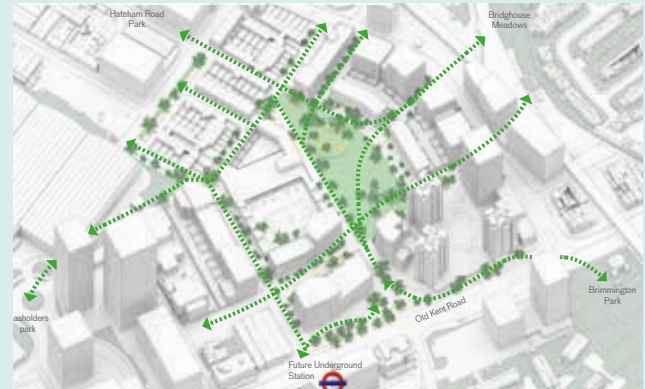 Hatcham Road
Park
Bridghouse
Meadows
asholders
park
Brimmington
Park
Old Kent Road
Future Underground
Station